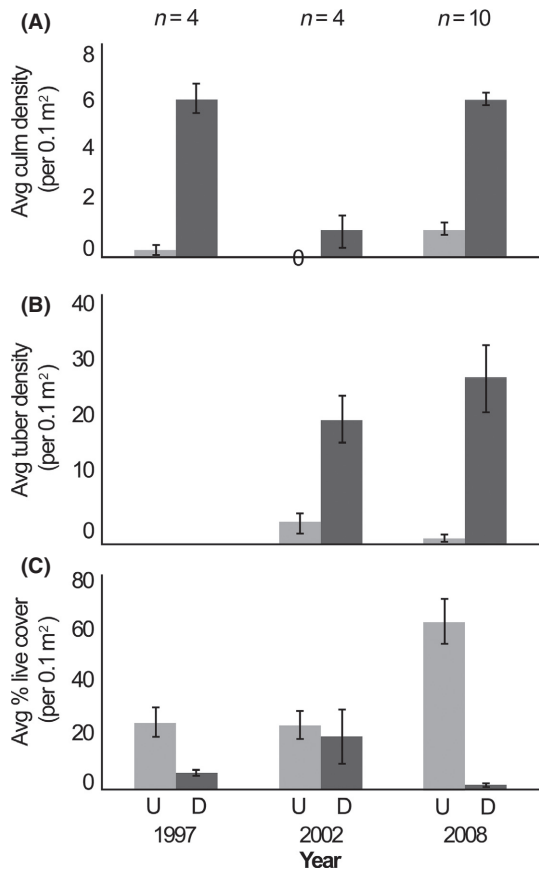 (A)
n = 4 n = 4 n = 10
8
6
4
2
0
Avg culm density
(per 0.1 m²)
0
(B)
40
30
20
10
0
Avg tuber density
(per 0.1 m²)
(C)
80
60
40
20
0
Avg % live cover
(per 0.1 m²)
U D U D U D
1997 2002 2008
Year